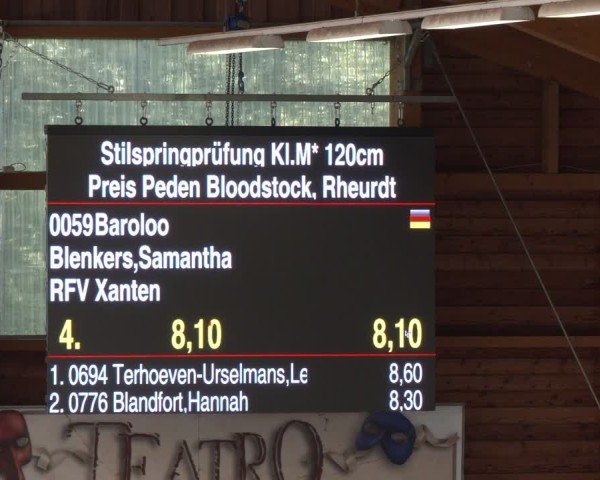 Stilspringprüfung Kl.M* 120cm
Preis Peden Bloodstock, Rheurdt
0059Baroloo
Blenkers,Samantha
RFV Xanten
4. 8,10 8,10
1. 0694 Terhoeven-Urselmans,Le 8,60
2. 0776 Blandfort,Hannah 8,30
TEATRO